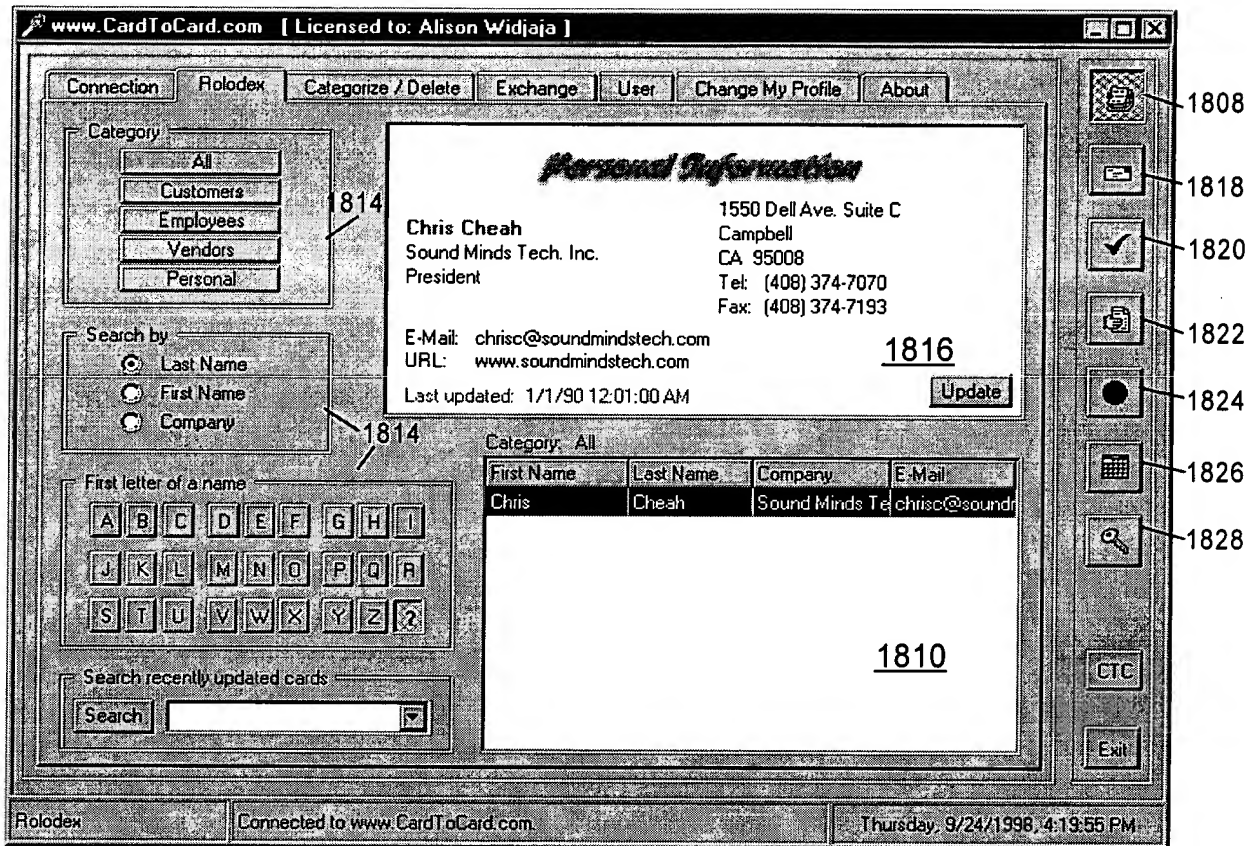 www.CardToCard.com [ Licensed to: Alison Widjaja ]
Connection Rolodex Categorize / Delete Exchange User Change My Profile About
Category
All
Customers
Employees
Vendors
Personal
1814
Search by
Last Name
First Name
Company
1814
First letter of a name
A B C D E F G H I
J K L M N O P Q R
S T U V W X Y Z ?
Search recently updated cards
Search
Personal Information
Chris Cheah
Sound Minds Tech. Inc.
President
1550 Dell Ave. Suite C
Campbell
CA 95008
Tel: (408) 374-7070
Fax: (408) 374-7193
E-Mail: chrisc@soundmindstech.com
URL: www.soundmindstech.com
1816
Last updated: 1/1/90 12:01:00 AM
Update
Category: All
First Name Last Name Company E-Mail
Chris Cheah Sound Minds Te chrisc@soundr
1810
1808
1818
1820
1822
1824
1826
1828
CTC
Exit
Rolodex Connected to www.CardToCard.com. Thursday, 9/24/1998, 4:19:55 PM